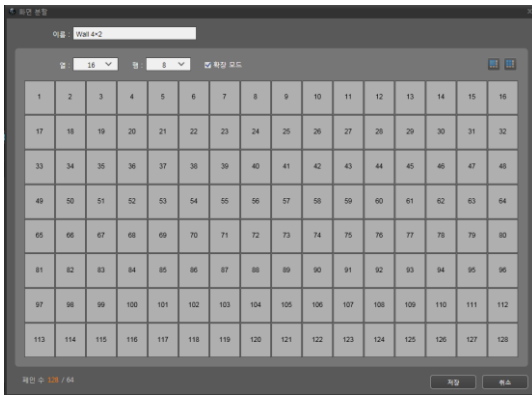 화면 분할
이름 : Wall 4×2
열 : 16 행 : 8 확장 모드
1 2 3 4 5 6 7 8 9 10 11 12 13 14 15 16
17 18 19 20 21 22 23 24 25 26 27 28 29 30 31 32
33 34 35 36 37 38 39 40 41 42 43 44 45 46 47 48
49 50 51 52 53 54 55 56 57 58 59 60 61 62 63 64
65 66 67 68 69 70 71 72 73 74 75 76 77 78 79 80
81 82 83 84 85 86 87 88 89 90 91 92 93 94 95 96
97 98 99 100 101 102 103 104 105 106 107 108 109 110 111 112
113 114 115 116 117 118 119 120 121 122 123 124 125 126 127 128
페인 수 128 / 64
저장 취소